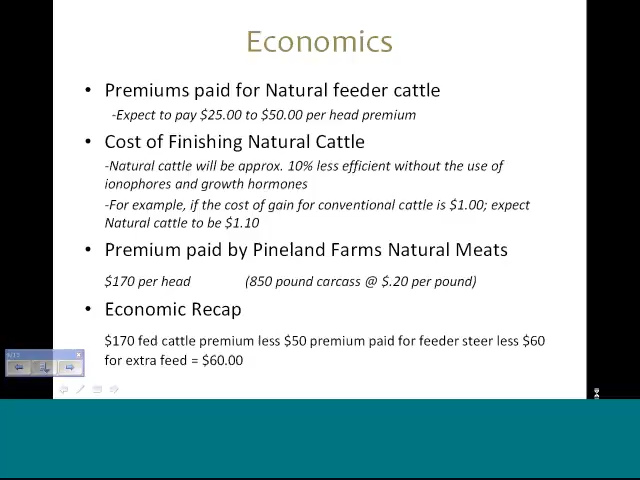 Economics
• Premiums paid for Natural feeder cattle
-Expect to pay $25.00 to $50.00 per head premium
• Cost of Finishing Natural Cattle
-Natural cattle will be approx. 10% less efficient without the use of
ionophores and growth hormones
-For example, if the cost of gain for conventional cattle is $1.00; expect
Natural cattle to be $1.10
• Premium paid by Pineland Farms Natural Meats
$170 per head (850 pound carcass @ $.20 per pound)
• Economic Recap
$170 fed cattle premium less $50 premium paid for feeder steer less $60
for extra feed = $60.00